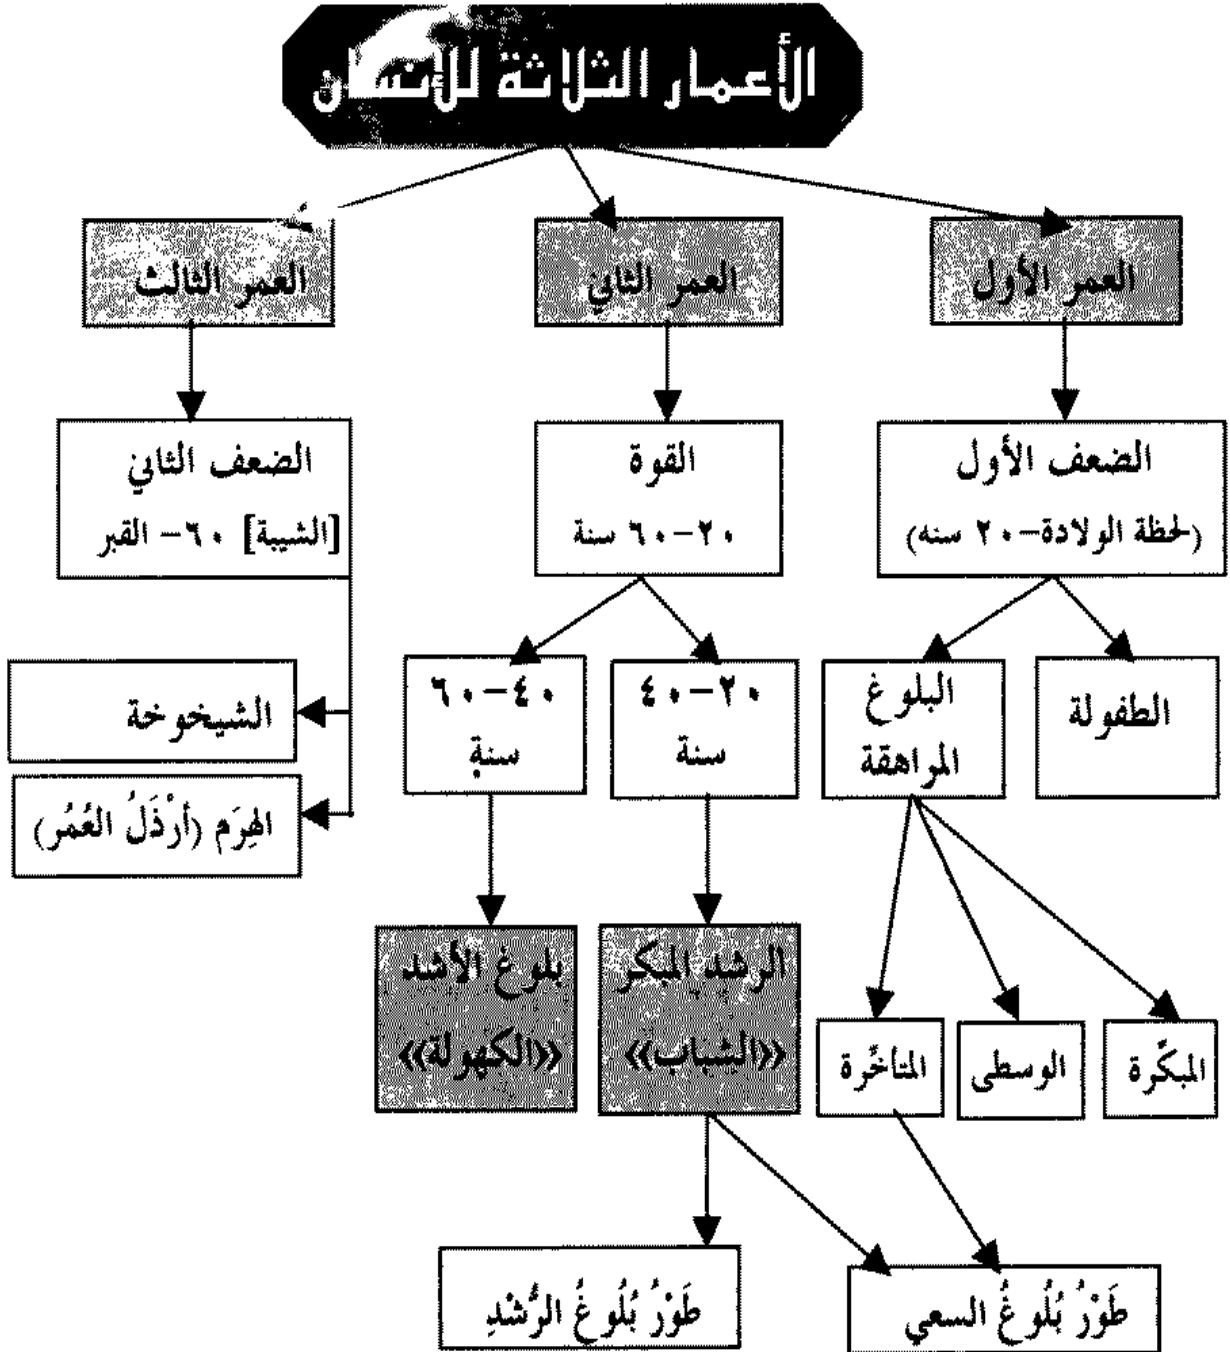 الأعمار الثلاثة للإنسان
العمر الأول
العمر الثاني
العمر الثالث
الضعف الأول
(لحظة الولادة-٢٠ سنه)
القوة
٢٠-٦٠ سنة
الضعف الثاني
[الشيبة] ٦٠- القبر
الطفولة
البلوغ
المراهقة
٢٠-٤٠
سنة
٤٠-٦٠
سنة
الشيخوخة
الهِرَم (أرْذَلُ العُمُر)
الرشد المبكر
«الشباب»
بلوغ الأشد
«الكهولة»
المبكّرة
الوسطى
المتأخّرة
طَوْرُ بُلُوغُ السعي
طَوْرُ بُلُوغُ الرُّشْدِ